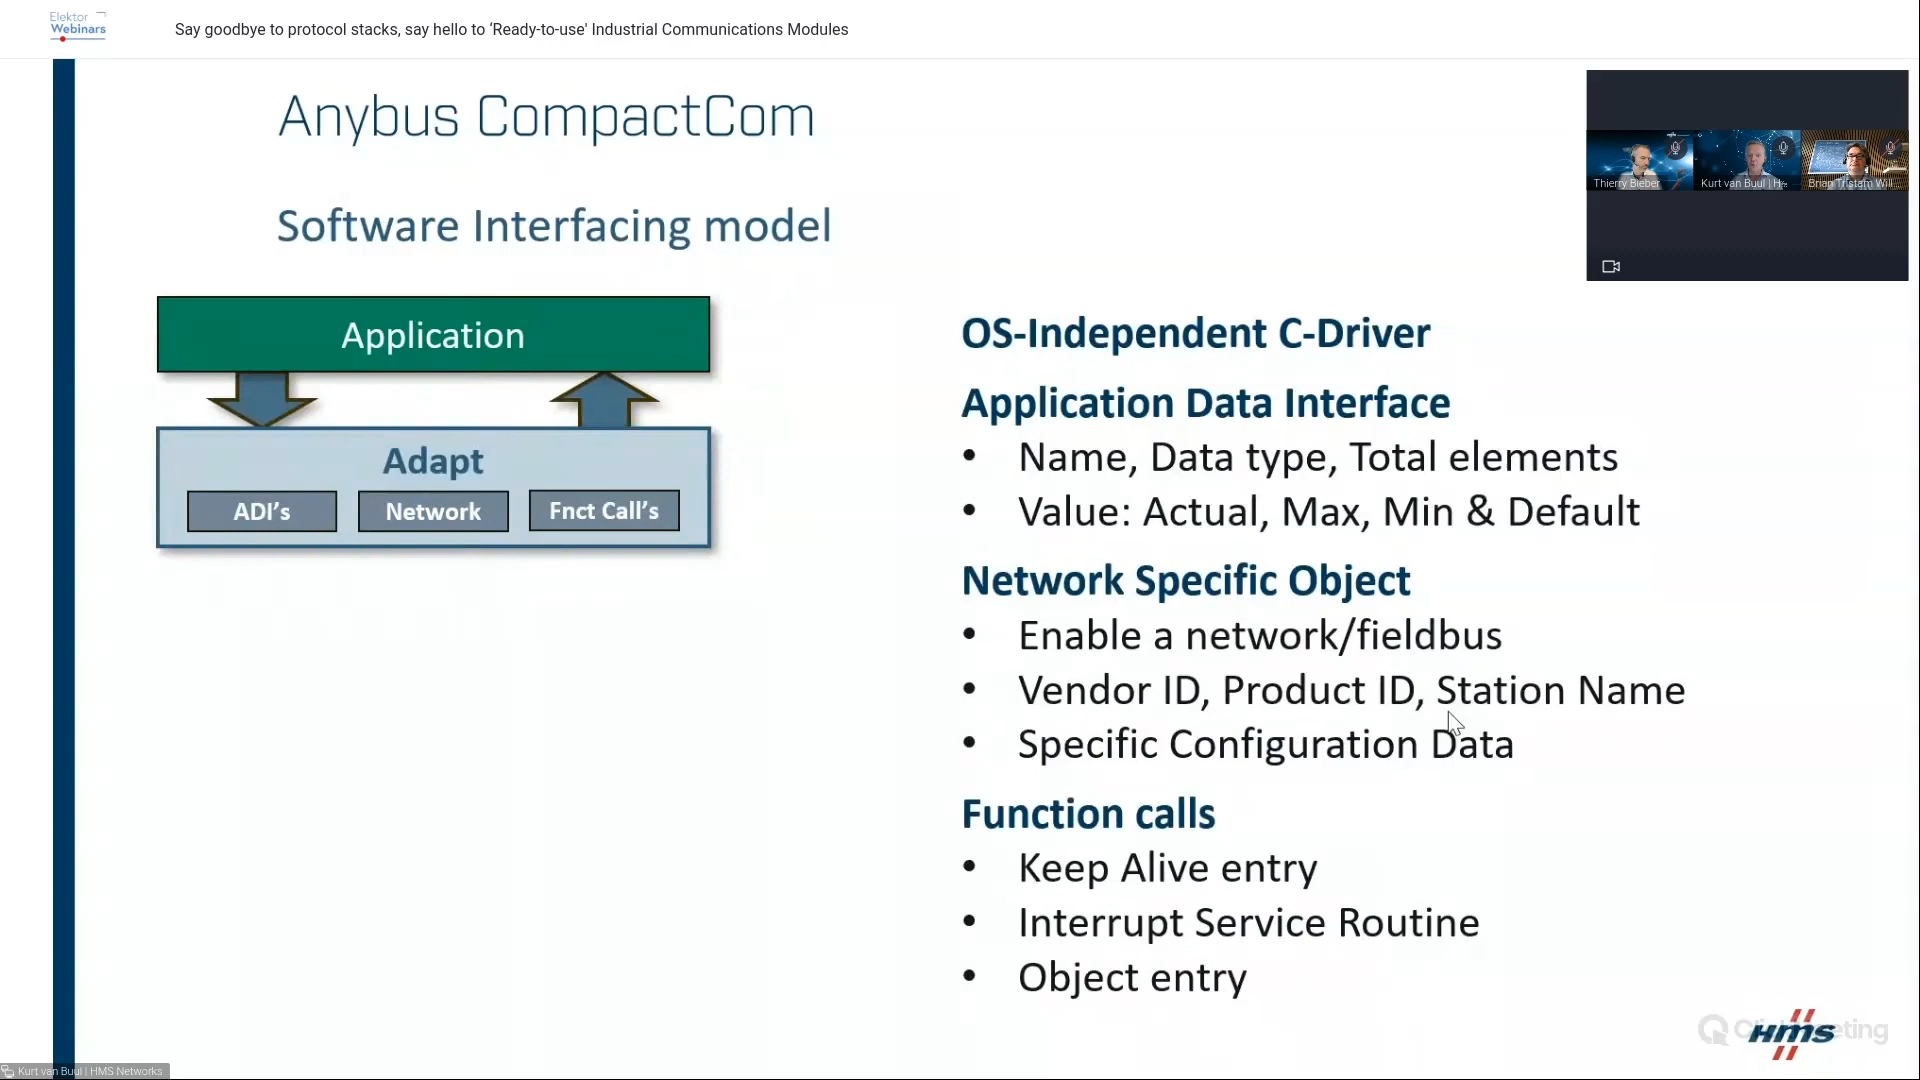 Elektor
Webinars
Say goodbye to protocol stacks, say hello to ‘Ready-to-use' Industrial Communications Modules
Anybus CompactCom
Software Interfacing model
Thierry Bieber
Kurt van Buul | H
Brian Tristam Will
Application
Adapt
ADI’s
Network
Fnct Call’s
OS-Independent C-Driver
Application Data Interface
• Name, Data type, Total elements
• Value: Actual, Max, Min & Default
Network Specific Object
• Enable a network/fieldbus
• Vendor ID, Product ID, Station Name
• Specific Configuration Data
Function calls
• Keep Alive entry
• Interrupt Service Routine
• Object entry
HMS
Kurt van Buul | HMS Networks